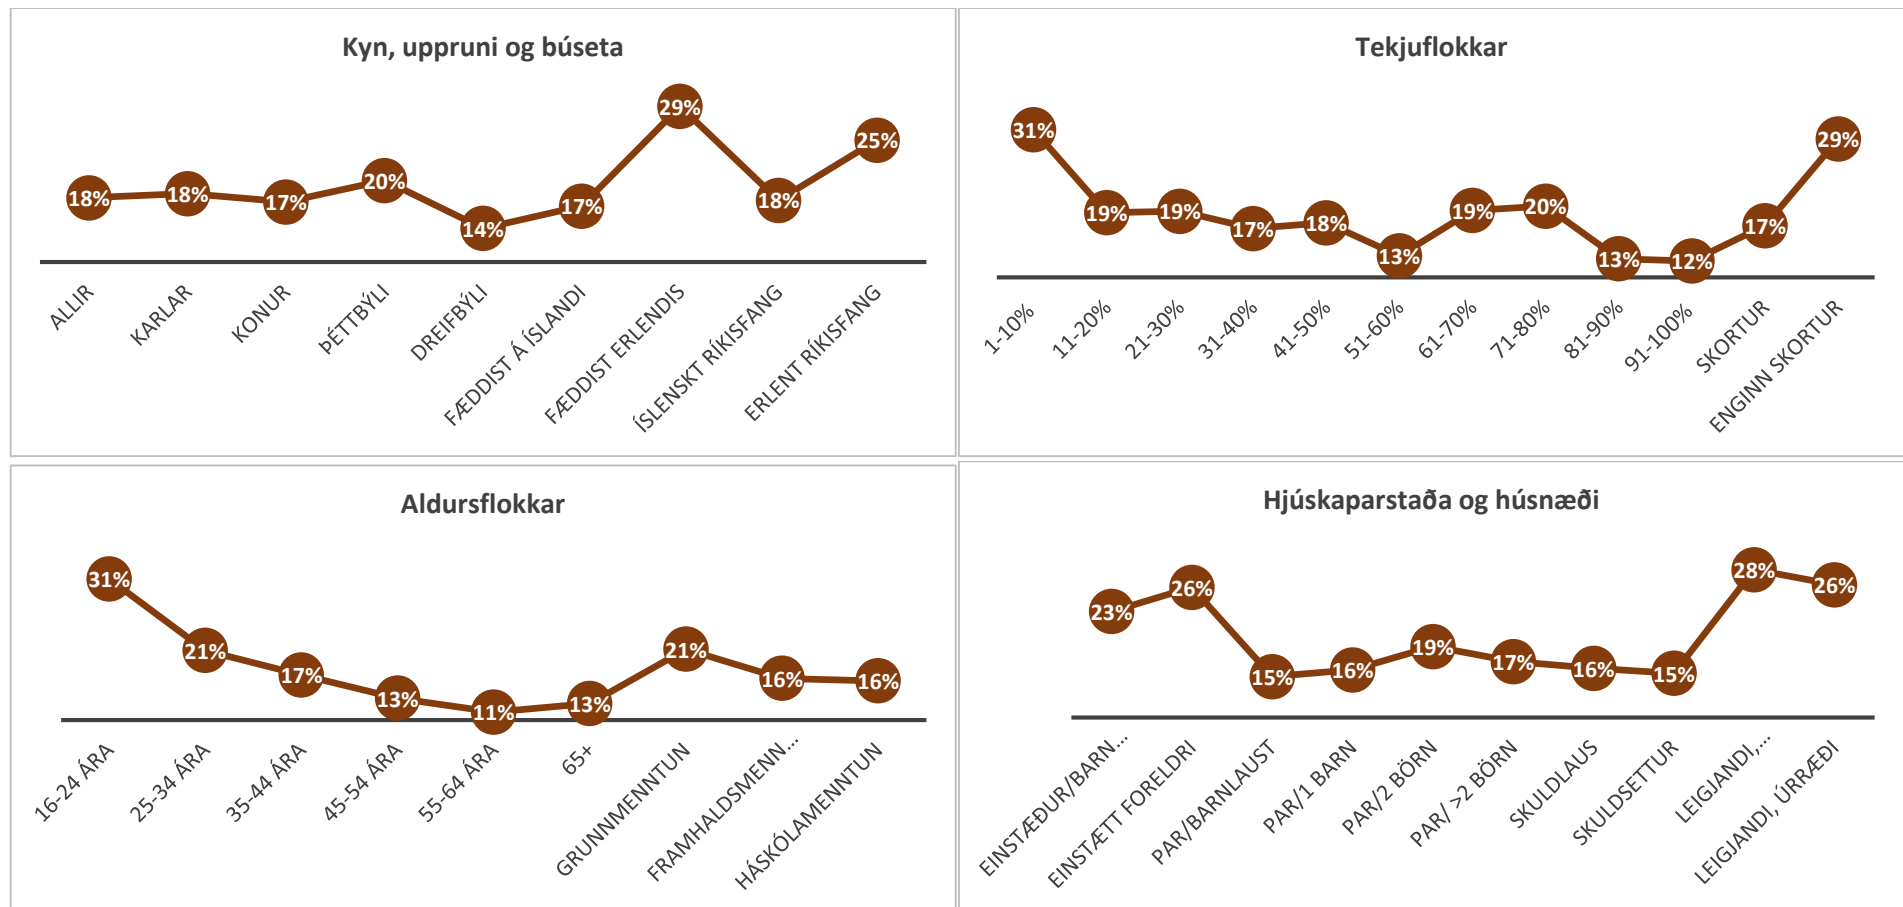 Kyn, uppruni og búseta
18%
18%
17%
20%
14%
17%
29%
18%
25%
ALLIR
KARLAR
KONUR
ÞÉTTBÝLI
DREIFBÝLI
FÆDDIST Á ÍSLANDI
FÆDDIST ERLENDIS
ÍSLENSKT RÍKISFANG
ERLENT RÍKISFANG
Tekjuflokkar
31%
19%
19%
17%
18%
13%
19%
20%
13%
12%
17%
29%
1-10%
11-20%
21-30%
31-40%
41-50%
51-60%
61-70%
71-80%
81-90%
91-100%
SKORTUR
ENGINN SKORTUR
Aldursflokkar
31%
21%
17%
13%
11%
13%
21%
16%
16%
16-24 ÁRA
25-34 ÁRA
35-44 ÁRA
45-54 ÁRA
55-64 ÁRA
65+
GRUNNMENNTUN
FRAMHALDSMENN…
HÁSKÓLAMENNTUN
Hjúskaparstaða og húsnæði
23%
26%
15%
16%
19%
17%
16%
15%
28%
26%
EINSTÆÐUR/BARN…
EINSTÆTT FORELDRI
PAR/BARNLAUST
PAR/1 BARN
PAR/2 BÖRN
PAR/ >2 BÖRN
SKULDLAUS
SKULDSETTUR
LEIGJANDI,…
LEIGJANDI, ÚRRÆÐI